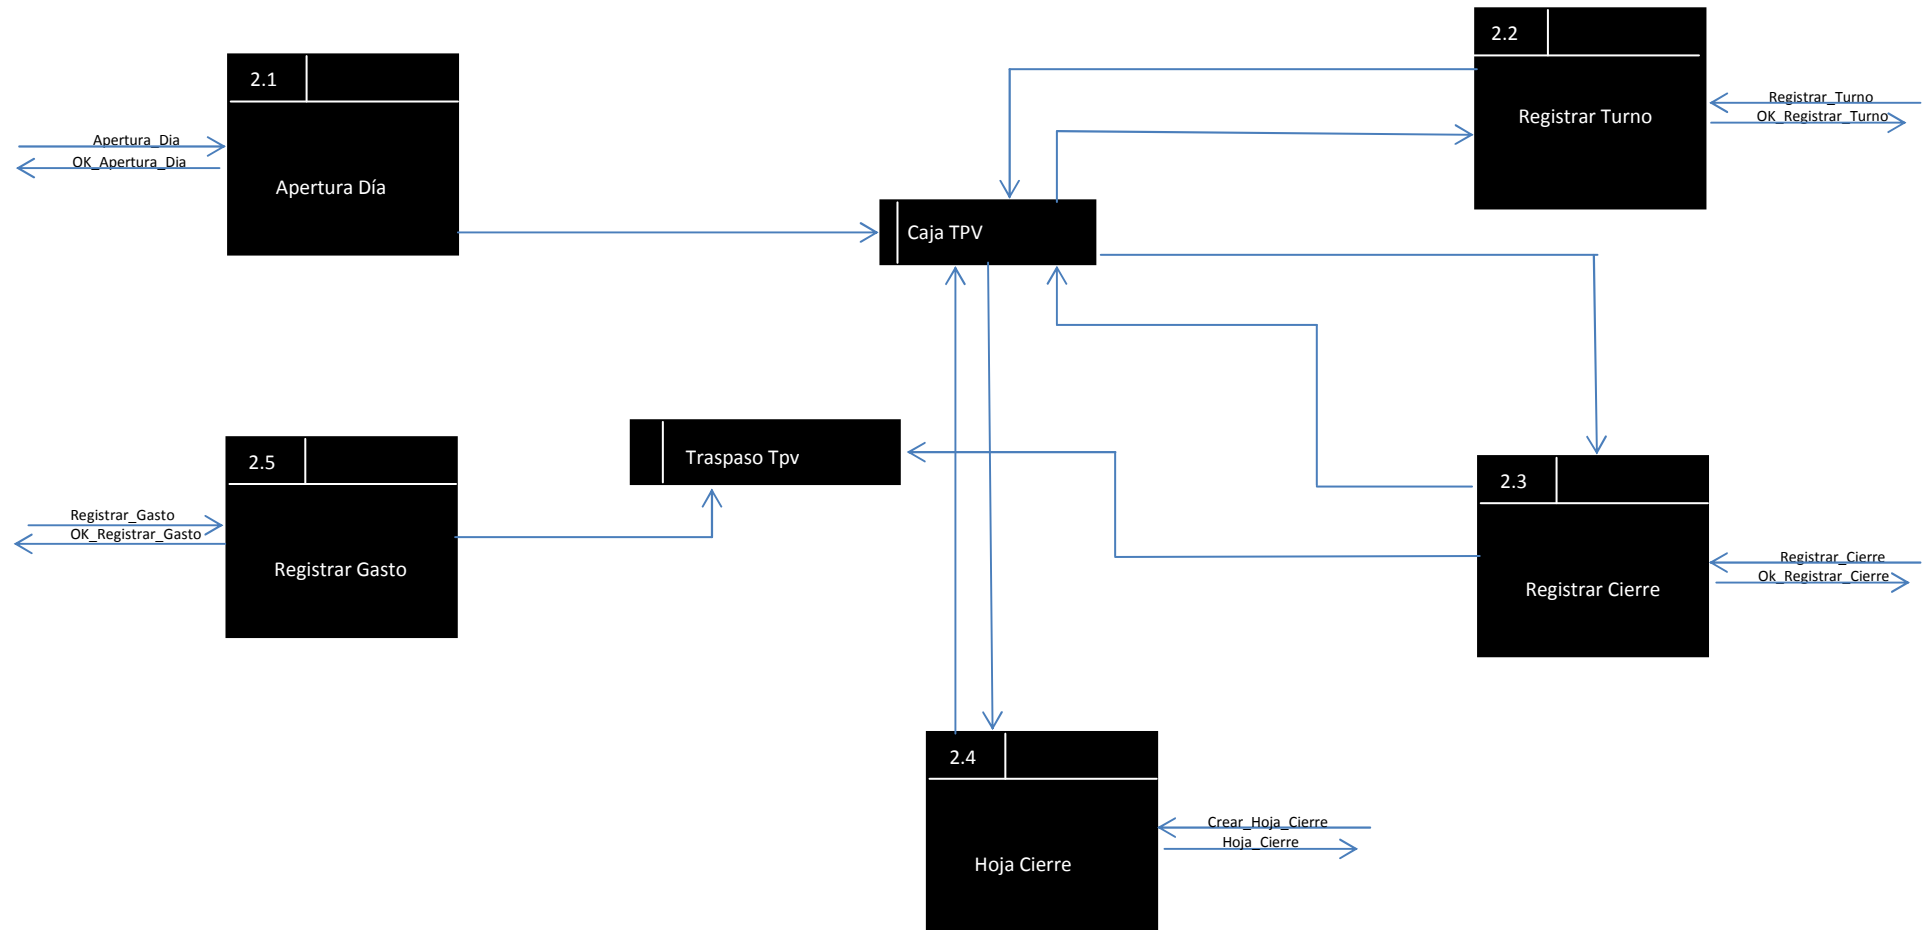 2.1
Apertura_Dia
OK_Apertura_Dia
Apertura Día
2.2
Registrar Turno
Registrar_Turno
OK_Registrar_Turno
Caja TPV
2.5
Registrar_Gasto
OK_Registrar_Gasto
Registrar Gasto
Traspaso Tpv
2.3
Registrar_Cierre
Ok_Registrar_Cierre
Registrar Cierre
2.4
Crear_Hoja_Cierre
Hoja_Cierre
Hoja Cierre